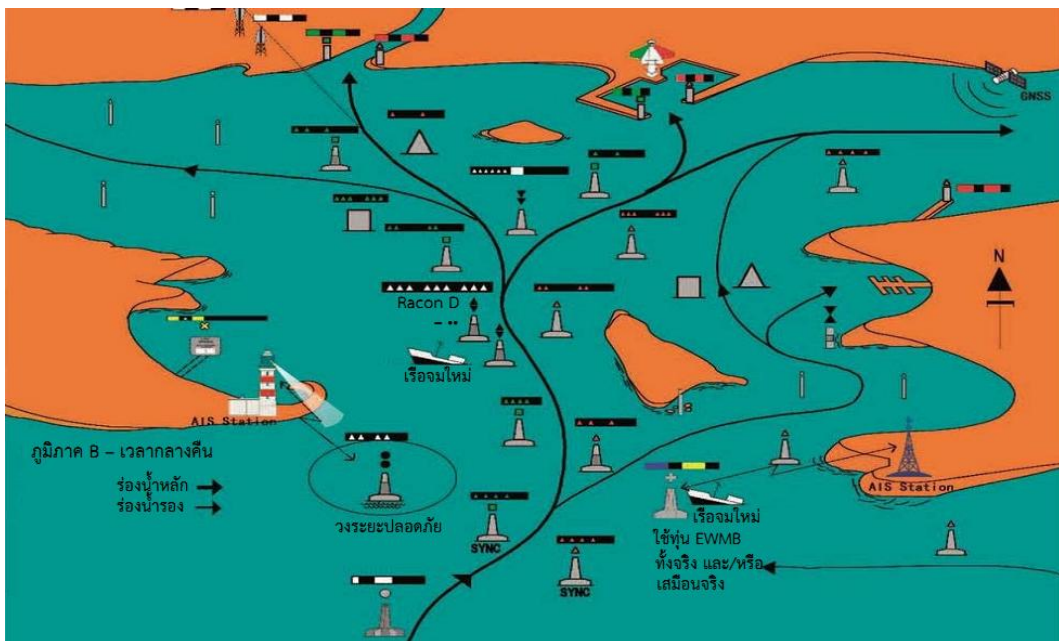 GNSS
N
Racon D
เรือจมใหม่
AIS Station
ภูมิภาค B – เวลากลางคืน
ร่องน้ำหลัก
ร่องน้ำรอง
วงระยะปลอดภัย
SYNC
SYNC
เรือจมใหม่
ใช้ทุ่น EWMB
ทั้งจริง และ/หรือ
เสมือนจริง
AIS Station